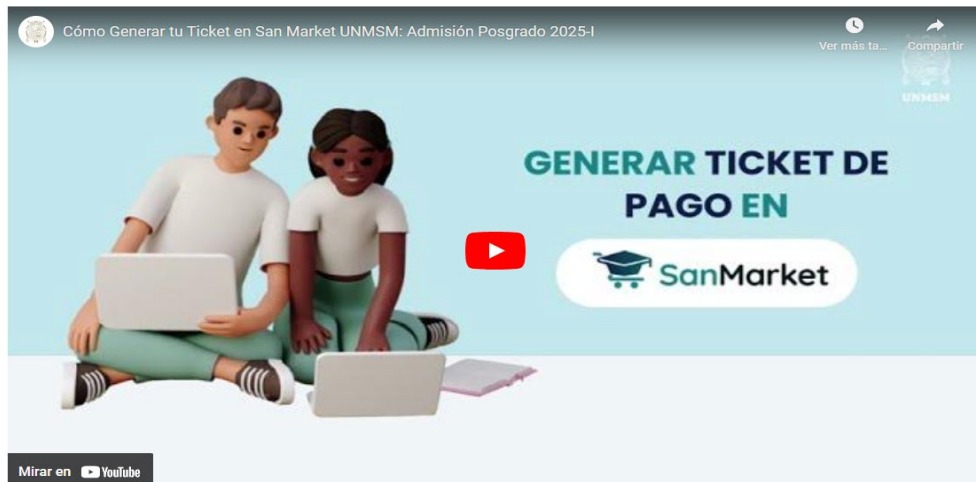 Cómo Generar tu Ticket en San Market UNMSM: Admisión Posgrado 2025-I
Ver más ta...
Compartir
UNMSM
GENERAR TICKET DE
PAGO EN
SanMarket
Mirar en YouTube